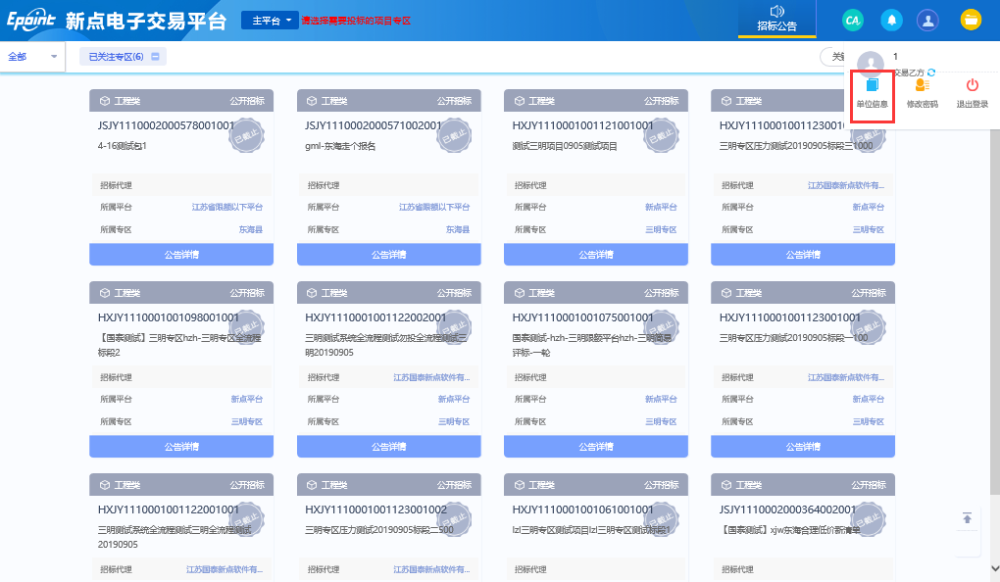 Epoint 新点电子交易平台
主平台
请选择需要投标的项目专区
招标公告
CA
全部
已关注专区(6)
1
交易乙方
单位信息
修改密码
退出登录
工程类 公开招标
JSJY1110002000578001001
已截止
4-16测试包1
招标代理
所属平台 江苏省限额以下平台
所属专区 东海县
公告详情
工程类 公开招标
JSJY1110002000571002001
已截止
gml-东海走个报名
招标代理
所属平台 江苏省限额以下平台
所属专区 东海县
公告详情
工程类 公开招标
HXJY1110001001121001001
已截止
测试三明项目0905测试项目
招标代理
所属平台 新点平台
所属专区 三明专区
公告详情
工程类
HXJY11100010011230010
已截止
三明专区压力测试20190905标段三1000
招标代理 江苏国泰新点软件有...
所属平台 新点平台
所属专区 三明专区
公告详情
工程类 公开招标
HXJY1110001001098001001
已截止
【国泰测试】三明专区hzh-三明专区全流程
标段2
招标代理
所属平台 新点平台
所属专区 三明专区
公告详情
工程类 公开招标
HXJY1110001001122002001
已截止
三明测试系统全流程测试勿投全流程测试三
明20190905
招标代理 江苏国泰新点软件有...
所属平台 新点平台
所属专区 三明专区
公告详情
工程类 公开招标
HXJY1110001001075001001
已截止
国泰测试-hzh-三明限额平台hzh-三明简易
评标-一轮
招标代理
所属平台 新点平台
所属专区 三明专区
公告详情
工程类 公开招标
HXJY1110001001123001001
已截止
三明专区压力测试20190905标段一100
招标代理 江苏国泰新点软件有...
所属平台 新点平台
所属专区 三明专区
公告详情
工程类 公开招标
HXJY1110001001122001001
已截止
三明测试系统全流程测试三明全流程测试
20190905
招标代理 江苏国泰新点软件有...
工程类 公开招标
HXJY1110001001123001002
已截止
三明专区压力测试20190905标段二500
招标代理 江苏国泰新点软件有...
工程类 公开招标
HXJY1110001001061001001
已截止
lzl三明专区测试项目lzl三明专区测试标段1
招标代理
工程类 公开招标
JSJY1110002000364002001
已截止
【国泰测试】xjw东海合理低价新清单
招标代理